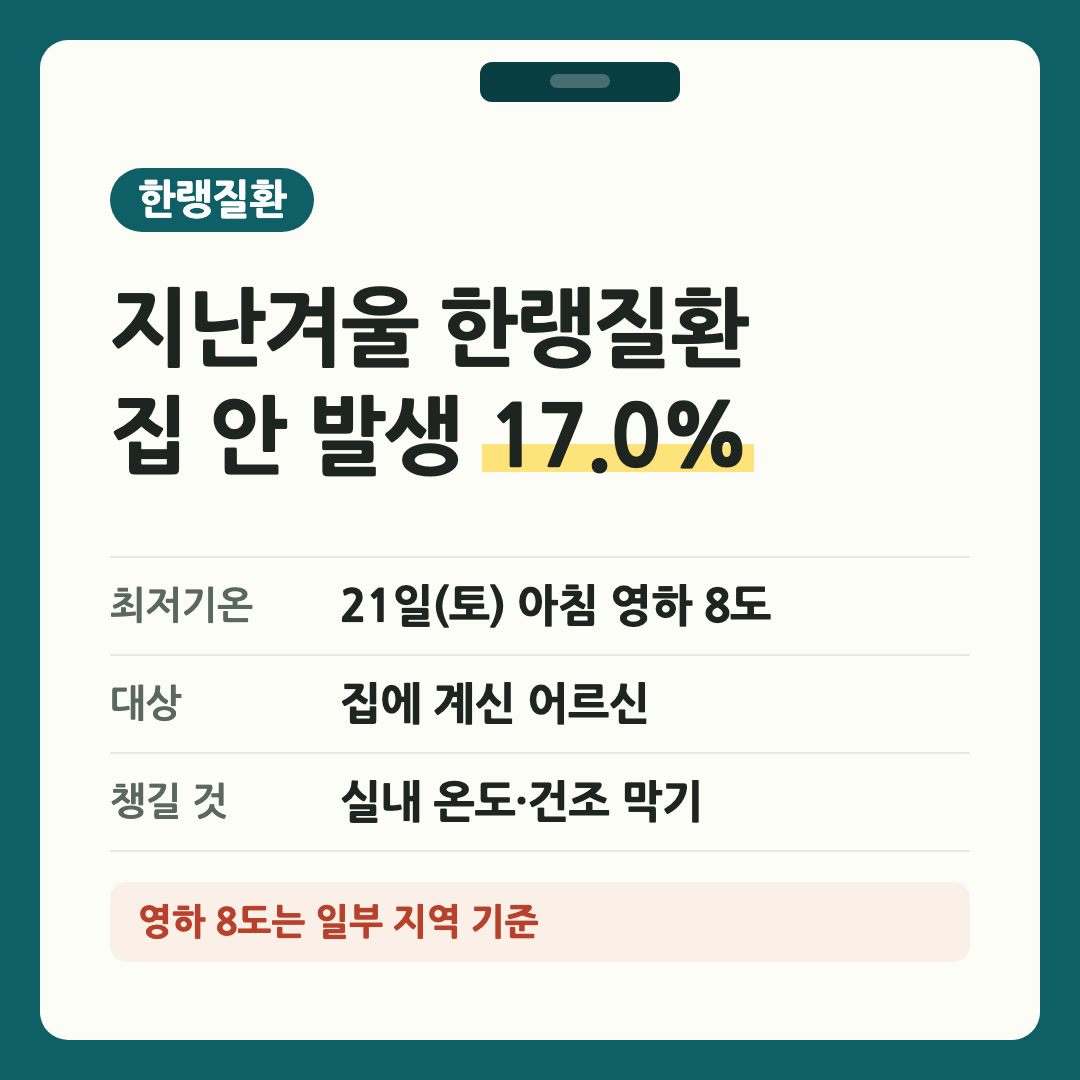 한랭질환
지난겨울 한랭질환
집 안 발생 17.0%
최저기온 21일(토) 아침 영하 8도
대상 집에 계신 어르신
챙길 것 실내 온도·건조 막기
영하 8도는 일부 지역 기준